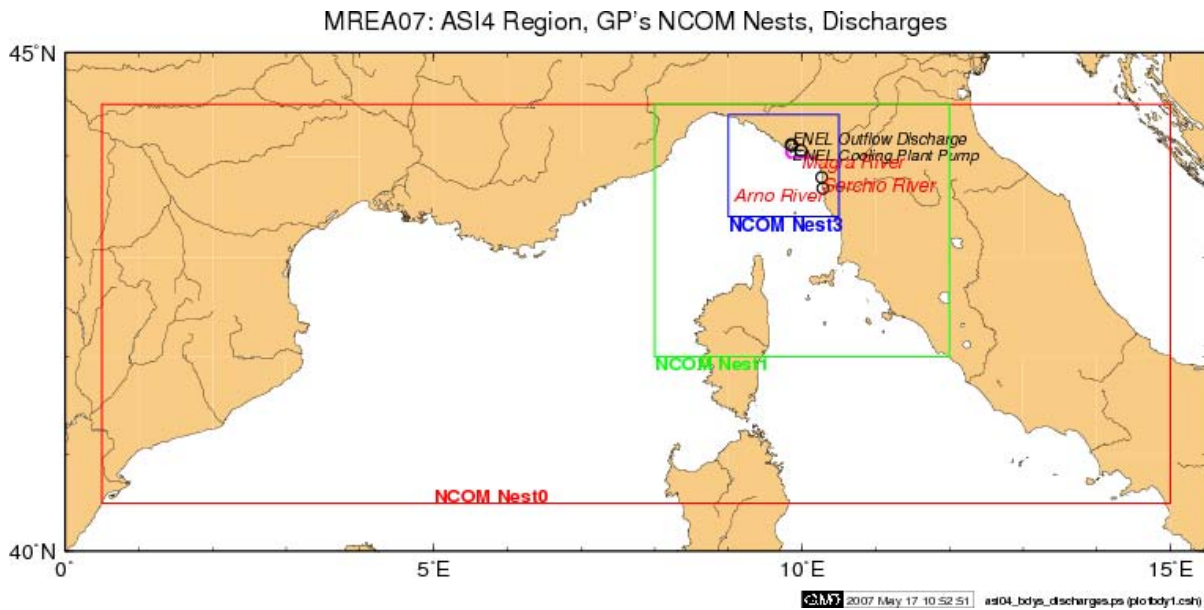 MREA07: ASI4 Region, GP's NCOM Nests, Discharges
45°N
ENEL Outflow Discharge
ENEL Cooling Plant Pump
Magra River
Serchio River
Arno River
NCOM Nest3
NCOM Nest1
NCOM Nest0
40°N
0°
5°E
10°E
15°E
GMT 2007 May 17 10:52:51 asi04_bdys_discharges.ps (plotbdy1.csh)